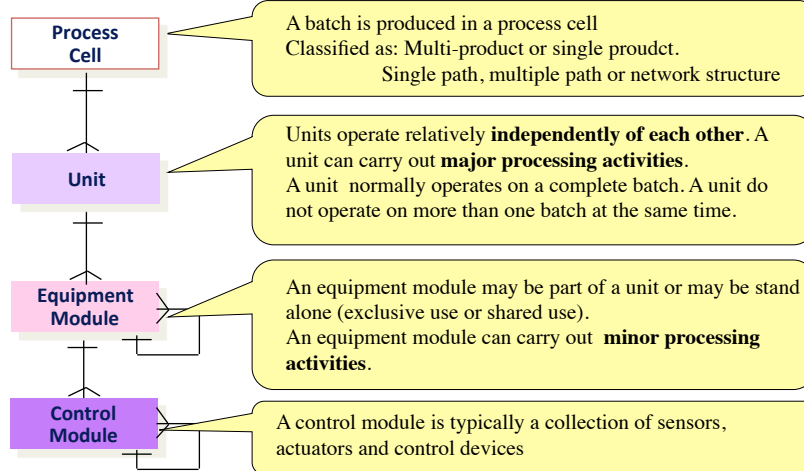 Process
Cell
A batch is produced in a process cell
Classified as: Multi-product or single proudct.
Single path, multiple path or network structure
Unit
Units operate relatively independently of each other. A
unit can carry out major processing activities.
A unit normally operates on a complete batch. A unit do
not operate on more than one batch at the same time.
Equipment
Module
An equipment module may be part of a unit or may be stand
alone (exclusive use or shared use).
An equipment module can carry out minor processing
activities.
Control
Module
A control module is typically a collection of sensors,
actuators and control devices